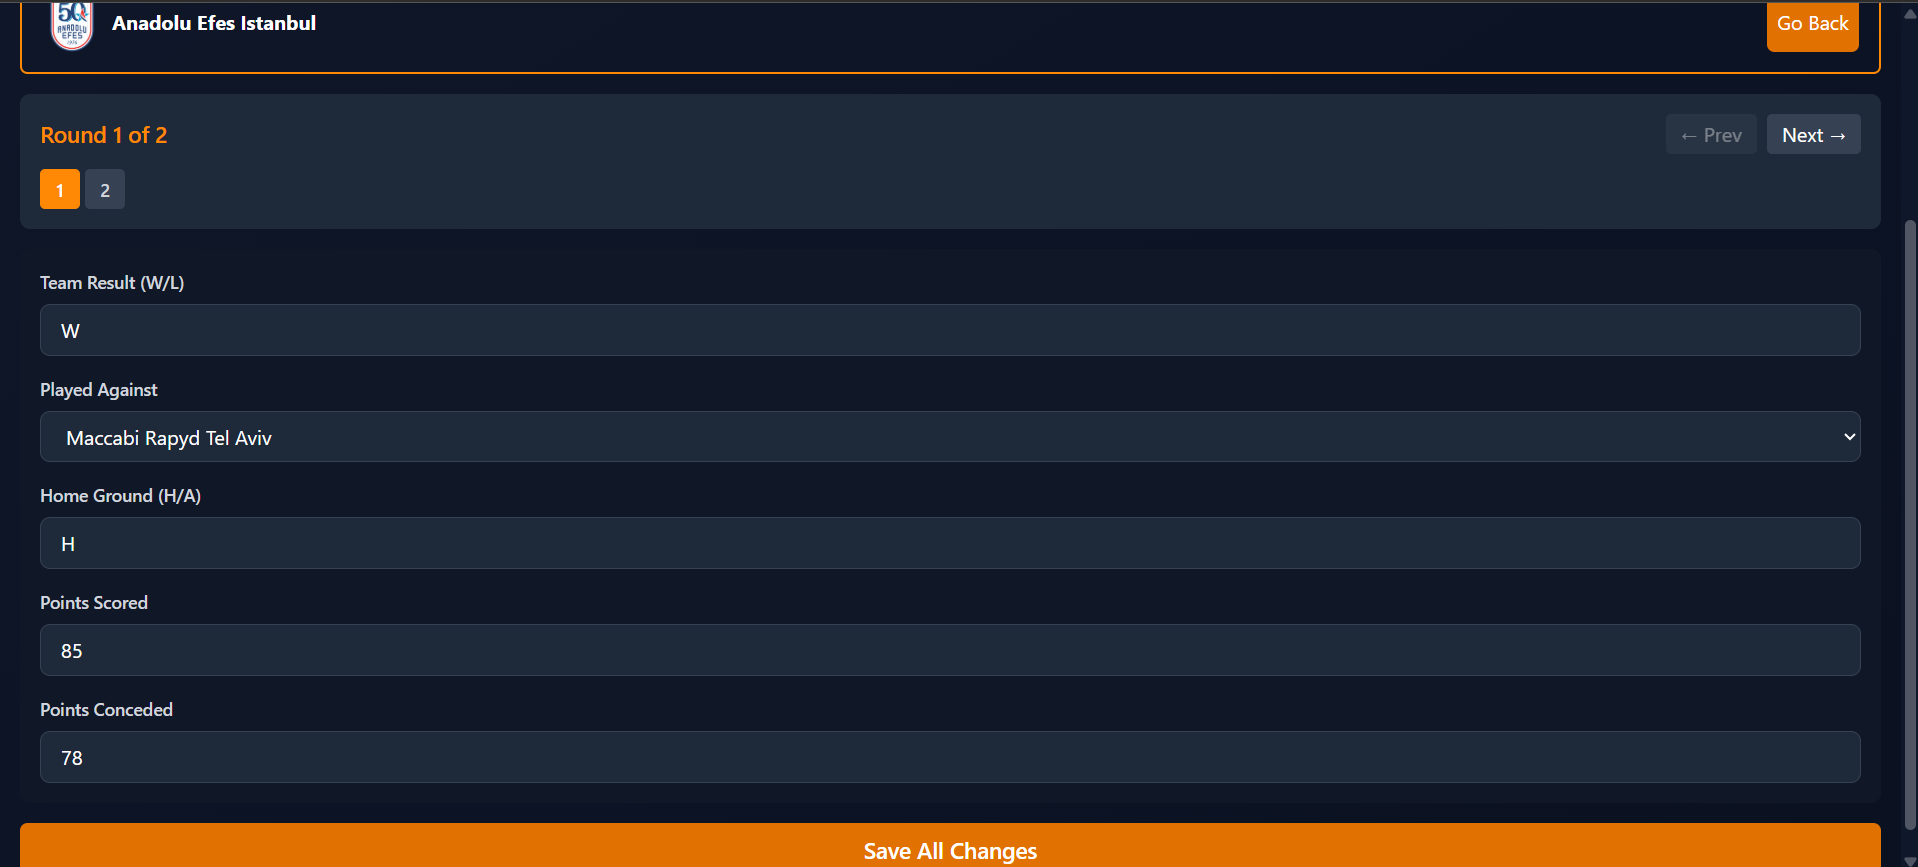 50
ANADOLU
EFES
1976
Anadolu Efes Istanbul
Go Back
Round 1 of 2
← Prev
Next →
1
2
Team Result (W/L)
W
Played Against
Maccabi Rapyd Tel Aviv
Home Ground (H/A)
H
Points Scored
85
Points Conceded
78
Save All Changes